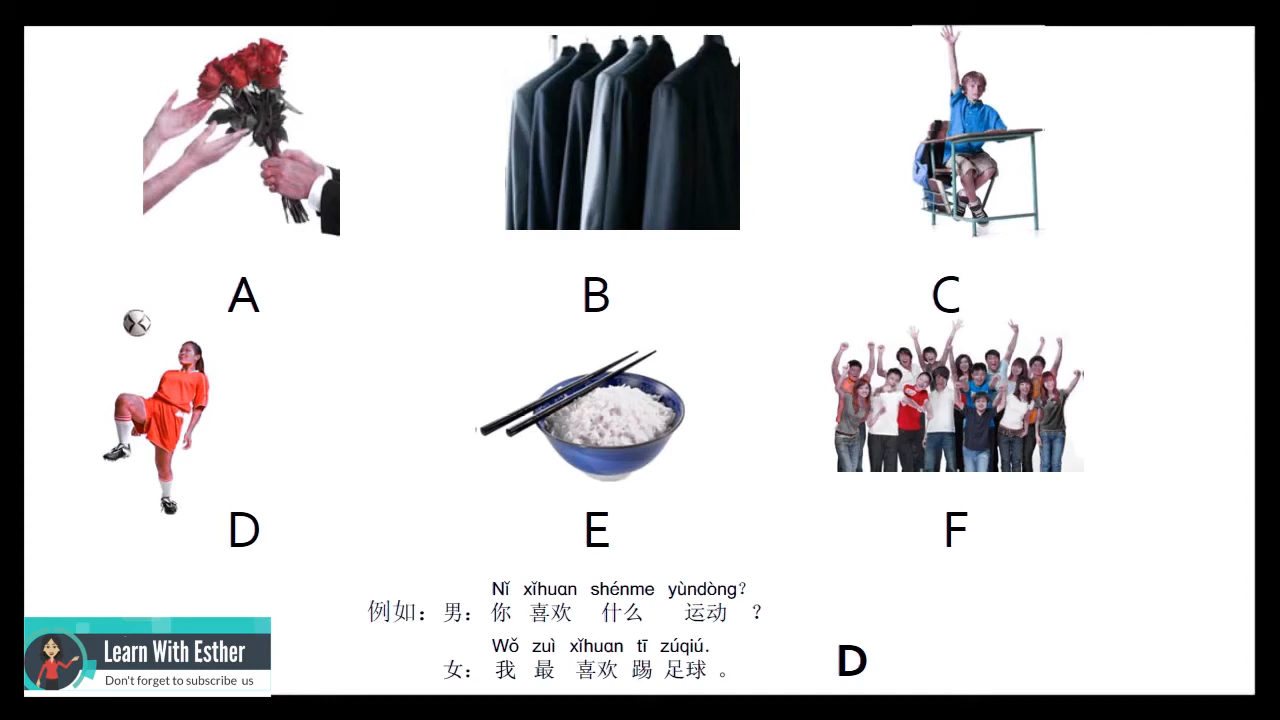 A
B
C
D
E
F
Nǐ xǐhuan shénme yùndòng?
例如：男： 你 喜欢 什么 运动 ？
Wǒ zuì xǐhuan tī zúqiú.
女： 我 最 喜欢 踢 足球 。
D
Learn With Esther
Don't forget to subscribe us